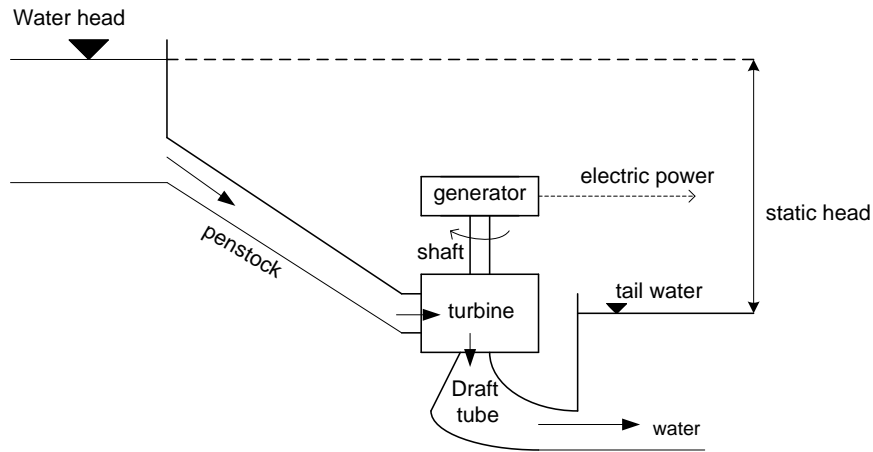 Water head
generator
electric power
static head
shaft
penstock
tail water
turbine
Draft
tube
water